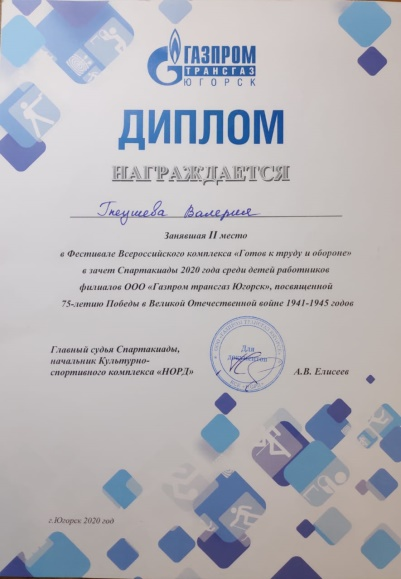 ГАЗПРОМ
ТРАНСГАЗ
ЮГОРСК
ДИПЛОМ
НАГРАЖДАЕТСЯ
Валерия
Занявшая II место
в Фестивале Всероссийского комплекса «Готов к труду и обороне»
в зачет Спартакиады 2020 года среди детей работников
филиалов ООО «Газпром трансгаз Югорск», посвященной
75-летию Победы в Великой Отечественной войне 1941-1945 годов
Главный судья Спартакиады,
начальник Культурно-
спортивного комплекса «НОРД»
Для
документов
А.В. Елисеев
г.Югорск 2020 год